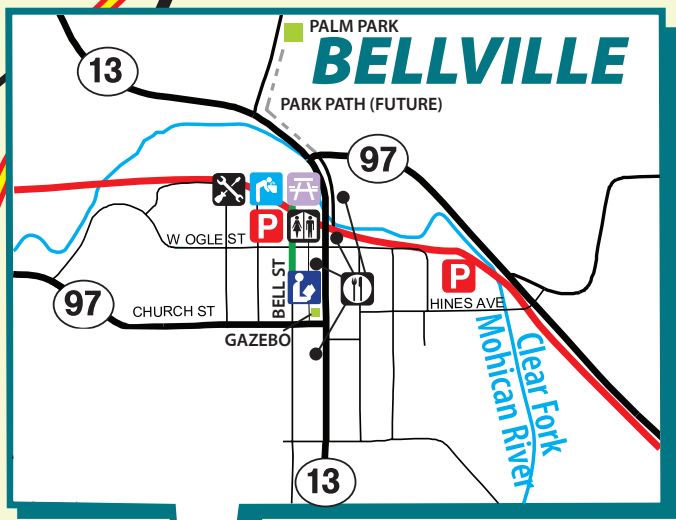 PALM PARK
BELLVILLE
13
PARK PATH (FUTURE)
97
P
W OGLE ST
P
BELL ST
97
CHURCH ST
HINES AVE
GAZEBO
Clear Fork
Mohican River
13